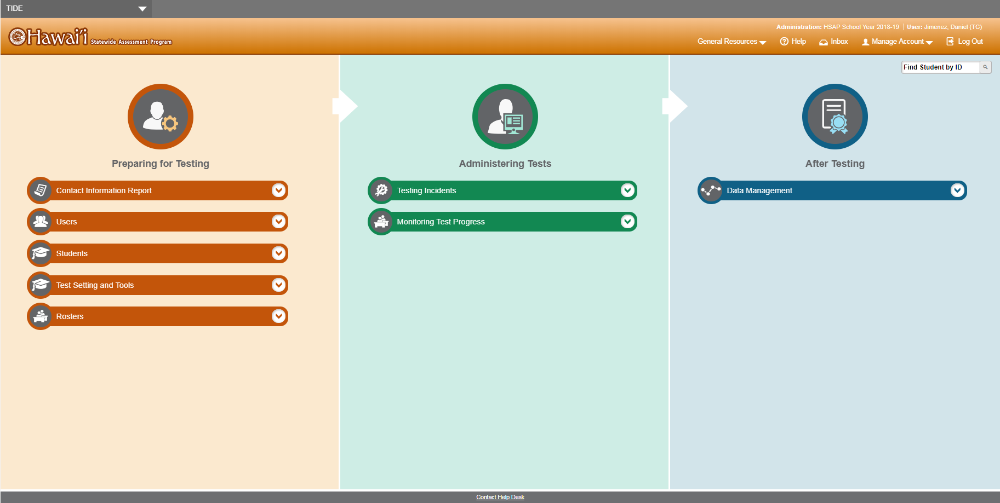 TIDE
Administration: HSAP School Year 2018-19 | User: Jimenez, Daniel (TC)
Hawai'i Statewide Assessment Program
General Resources Help Inbox Manage Account Log Out
Find Student by ID
Preparing for Testing
Contact Information Report
Users
Students
Test Setting and Tools
Rosters
Administering Tests
Testing Incidents
Monitoring Test Progress
After Testing
Data Management
Contact Help Desk